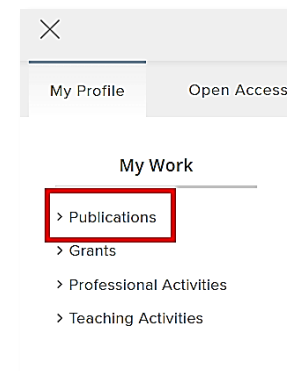 My Profile Open Access
My Work
> Publications
> Grants
> Professional Activities
> Teaching Activities